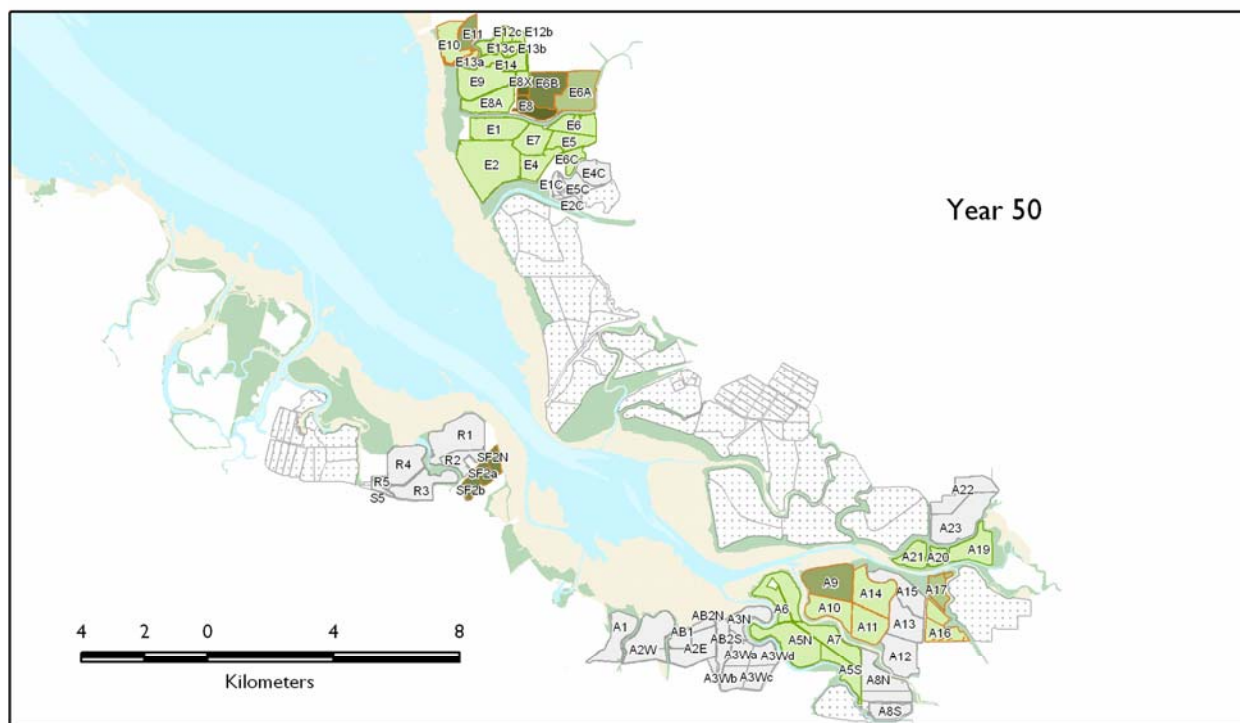 E11
E12c E12b
E10
E13c E13b
E13a
E14
E9
E8X
E6B
E6A
E8A
E8
E1
E6
E7
E5
E6C
E2
E4
E4C
E1C
E5C
E2C
Year 50
R1
R2
SF2N
R4
SF2a
R5
R3
SF2b
S5
A22
A23
A21
A20
A19
A9
A14
A15
A17
A10
A6
A11
A13
A16
A1
AB1
AB2N
A3N
A2W
A2E
AB2S
A5N
A7
A3Wa
A3Wd
A5S
A12
A3Wb
A3Wc
A8N
A8S
4 2 0 4 8
Kilometers